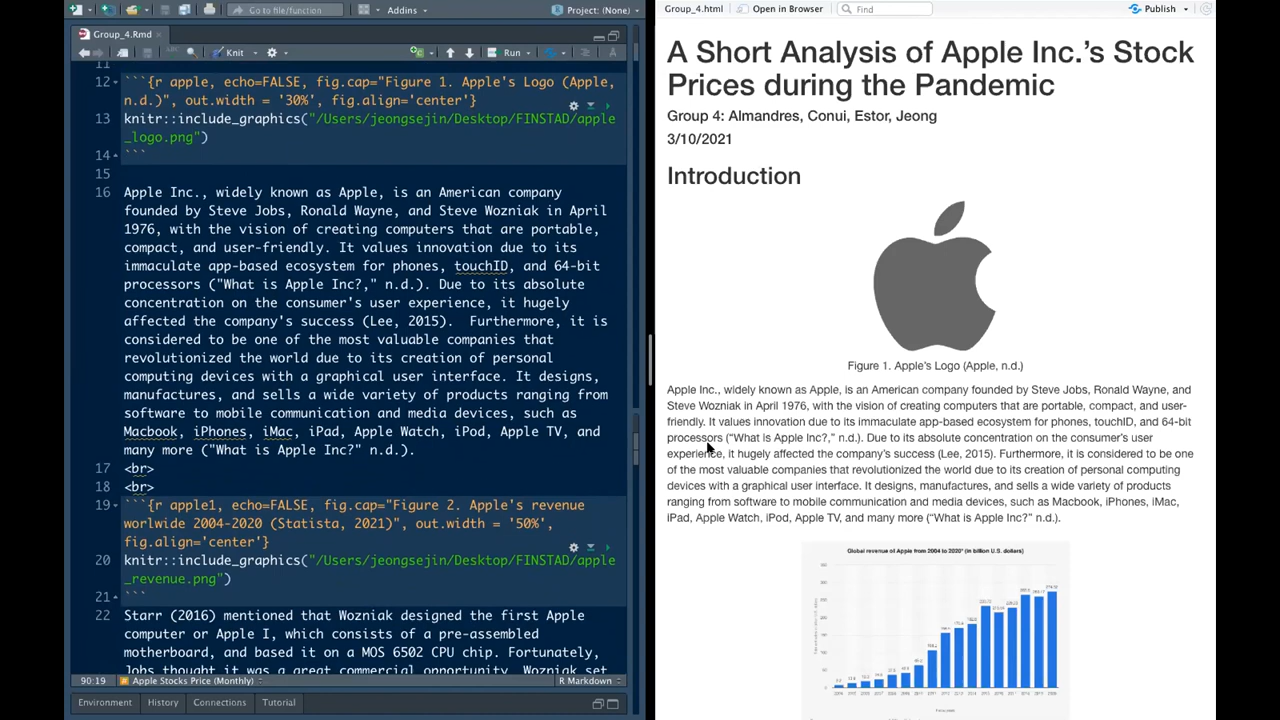 Go to file/function
Addins
Project: (None)
Group_4.Rmd
Knit
Run
11
12 ```{r apple, echo=FALSE, fig.cap="Figure 1. Apple's Logo (Apple,
n.d.)", out.width = '30%', fig.align='center'}
13 knitr::include_graphics("/Users/jeongsejin/Desktop/FINSTAD/apple
_logo.png")
14 ```
15
16 Apple Inc., widely known as Apple, is an American company
founded by Steve Jobs, Ronald Wayne, and Steve Wozniak in April
1976, with the vision of creating computers that are portable,
compact, and user-friendly. It values innovation due to its
immaculate app-based ecosystem for phones, touchID, and 64-bit
processors ("What is Apple Inc?," n.d.). Due to its absolute
concentration on the consumer's user experience, it hugely
affected the company's success (Lee, 2015).  Furthermore, it is
considered to be one of the most valuable companies that
revolutionized the world due to its creation of personal
computing devices with a graphical user interface. It designs,
manufactures, and sells a wide variety of products ranging from
software to mobile communication and media devices, such as
Macbook, iPhones, iMac, iPad, Apple Watch, iPod, Apple TV, and
many more ("What is Apple Inc?" n.d.).
17 <br>
18 <br>
19 ```{r apple1, echo=FALSE, fig.cap="Figure 2. Apple's revenue
worlwide 2004-2020 (Statista, 2021)", out.width = '50%',
fig.align='center'}
20 knitr::include_graphics("/Users/jeongsejin/Desktop/FINSTAD/apple
_revenue.png")
21 ```
22 Starr (2016) mentioned that Wozniak designed the first Apple
computer or Apple I, which consists of a pre-assembled
motherboard, and based it on a MOS 6502 CPU chip. Fortunately,
Jobs thought it was a great commercial opportunity. Wozniak set
90:19 Apple Stocks Price (Monthly) R Markdown
Environment History Connections Tutorial
Group_4.html Open in Browser Find Publish
A Short Analysis of Apple Inc.’s Stock
Prices during the Pandemic
Group 4: Almandres, Conui, Estor, Jeong
3/10/2021
Introduction
Figure 1. Apple’s Logo (Apple, n.d.)
Apple Inc., widely known as Apple, is an American company founded by Steve Jobs, Ronald Wayne, and
Steve Wozniak in April 1976, with the vision of creating computers that are portable, compact, and user-
friendly. It values innovation due to its immaculate app-based ecosystem for phones, touchID, and 64-bit
processors (“What is Apple Inc?,” n.d.). Due to its absolute concentration on the consumer’s user
experience, it hugely affected the company’s success (Lee, 2015). Furthermore, it is considered to be one
of the most valuable companies that revolutionized the world due to its creation of personal computing
devices with a graphical user interface. It designs, manufactures, and sells a wide variety of products
ranging from software to mobile communication and media devices, such as Macbook, iPhones, iMac,
iPad, Apple Watch, iPod, Apple TV, and many more (“What is Apple Inc?” n.d.).
Global revenue of Apple from 2004 to 2020* (in billion U.S. dollars)